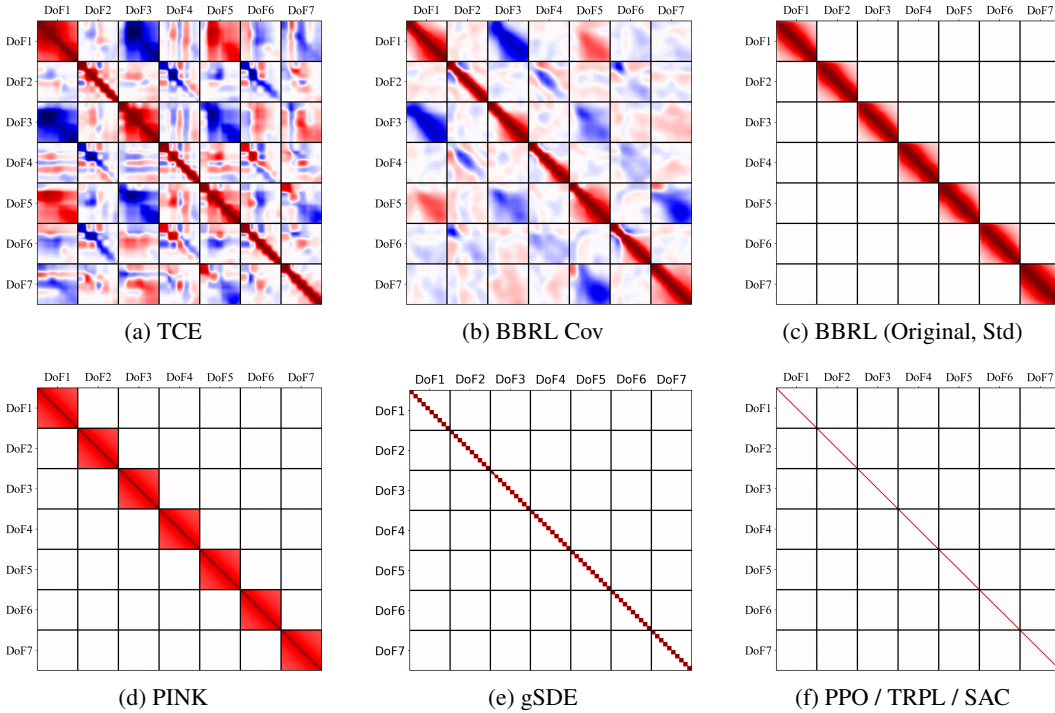 DoF1 DoF2 DoF3 DoF4 DoF5 DoF6 DoF7
DoF1
DoF2
DoF3
DoF4
DoF5
DoF6
DoF7
(a) TCE
DoF1 DoF2 DoF3 DoF4 DoF5 DoF6 DoF7
DoF1
DoF2
DoF3
DoF4
DoF5
DoF6
DoF7
(b) BBRL Cov
DoF1 DoF2 DoF3 DoF4 DoF5 DoF6 DoF7
DoF1
DoF2
DoF3
DoF4
DoF5
DoF6
DoF7
(c) BBRL (Original, Std)
DoF1 DoF2 DoF3 DoF4 DoF5 DoF6 DoF7
DoF1
DoF2
DoF3
DoF4
DoF5
DoF6
DoF7
(d) PINK
DoF1 DoF2 DoF3 DoF4 DoF5 DoF6 DoF7
DoF1
DoF2
DoF3
DoF4
DoF5
DoF6
DoF7
(e) gSDE
DoF1 DoF2 DoF3 DoF4 DoF5 DoF6 DoF7
DoF1
DoF2
DoF3
DoF4
DoF5
DoF6
DoF7
(f) PPO / TRPL / SAC